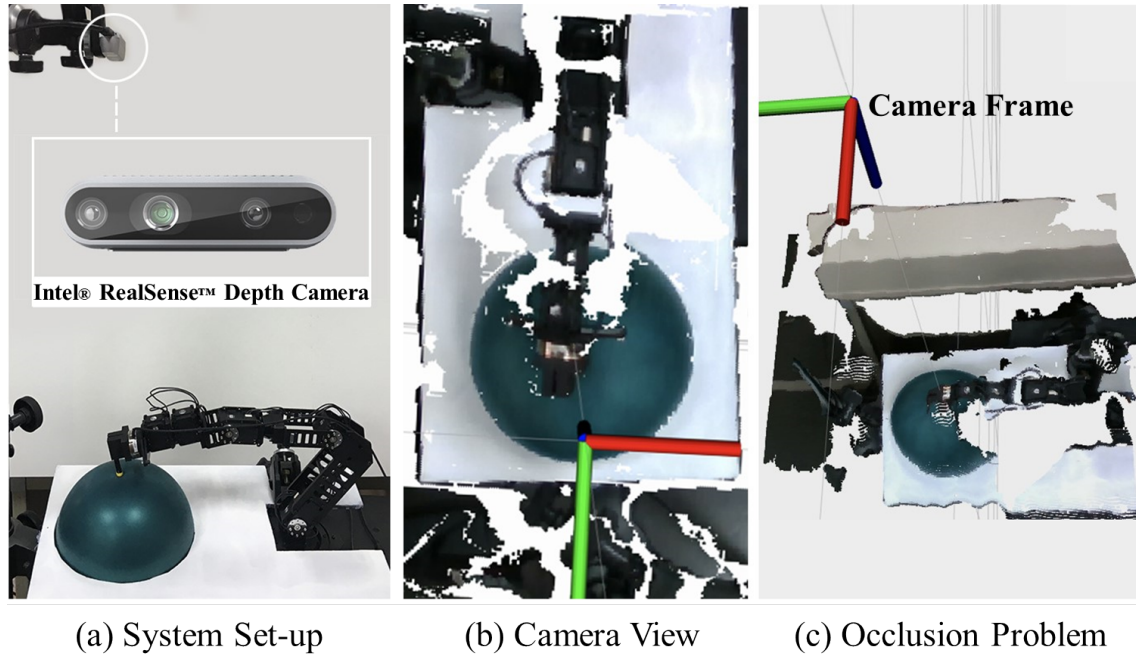 Intel® RealSense™ Depth Camera
Camera Frame
(a) System Set-up
(b) Camera View
(c) Occlusion Problem